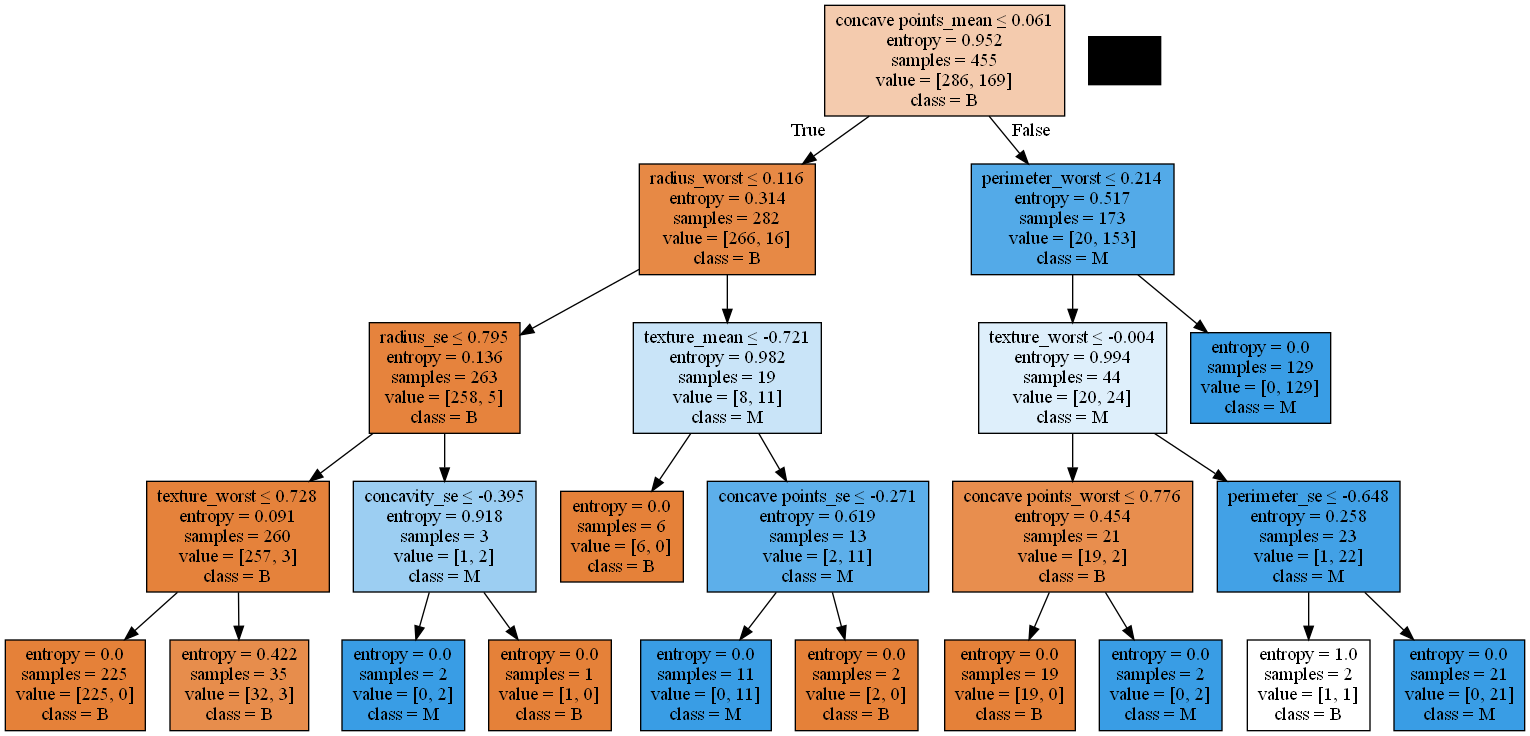 concave points_mean ≤ 0.061
entropy = 0.952
samples = 455
value = [286, 169]
class = B
True
False
radius_worst ≤ 0.116
entropy = 0.314
samples = 282
value = [266, 16]
class = B
perimeter_worst ≤ 0.214
entropy = 0.517
samples = 173
value = [20, 153]
class = M
radius_se ≤ 0.795
entropy = 0.136
samples = 263
value = [258, 5]
class = B
texture_mean ≤ -0.721
entropy = 0.982
samples = 19
value = [8, 11]
class = M
texture_worst ≤ -0.004
entropy = 0.994
samples = 44
value = [20, 24]
class = M
entropy = 0.0
samples = 129
value = [0, 129]
class = M
texture_worst ≤ 0.728
entropy = 0.091
samples = 260
value = [257, 3]
class = B
concavity_se ≤ -0.395
entropy = 0.918
samples = 3
value = [1, 2]
class = M
entropy = 0.0
samples = 6
value = [6, 0]
class = B
concave points_se ≤ -0.271
entropy = 0.619
samples = 13
value = [2, 11]
class = M
concave points_worst ≤ 0.776
entropy = 0.454
samples = 21
value = [19, 2]
class = B
perimeter_se ≤ -0.648
entropy = 0.258
samples = 23
value = [1, 22]
class = M
entropy = 0.0
samples = 225
value = [225, 0]
class = B
entropy = 0.422
samples = 35
value = [32, 3]
class = B
entropy = 0.0
samples = 2
value = [0, 2]
class = M
entropy = 0.0
samples = 1
value = [1, 0]
class = B
entropy = 0.0
samples = 11
value = [0, 11]
class = M
entropy = 0.0
samples = 2
value = [2, 0]
class = B
entropy = 0.0
samples = 19
value = [19, 0]
class = B
entropy = 0.0
samples = 2
value = [0, 2]
class = M
entropy = 1.0
samples = 2
value = [1, 1]
class = B
entropy = 0.0
samples = 21
value = [0, 21]
class = M